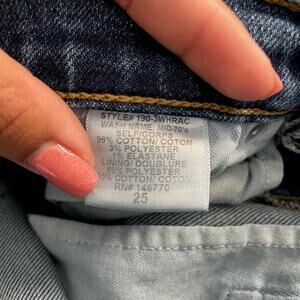 STYLE# 190-3WHRAC
WASH NAME: MID 70's
SELF/CORPS
96% COTTON/ COTON
3% POLYESTER
1% ELASTANE
LINING/ DOUBLURE
65% POLYESTER
35% COTTON/ COTON
RN# 146770
25